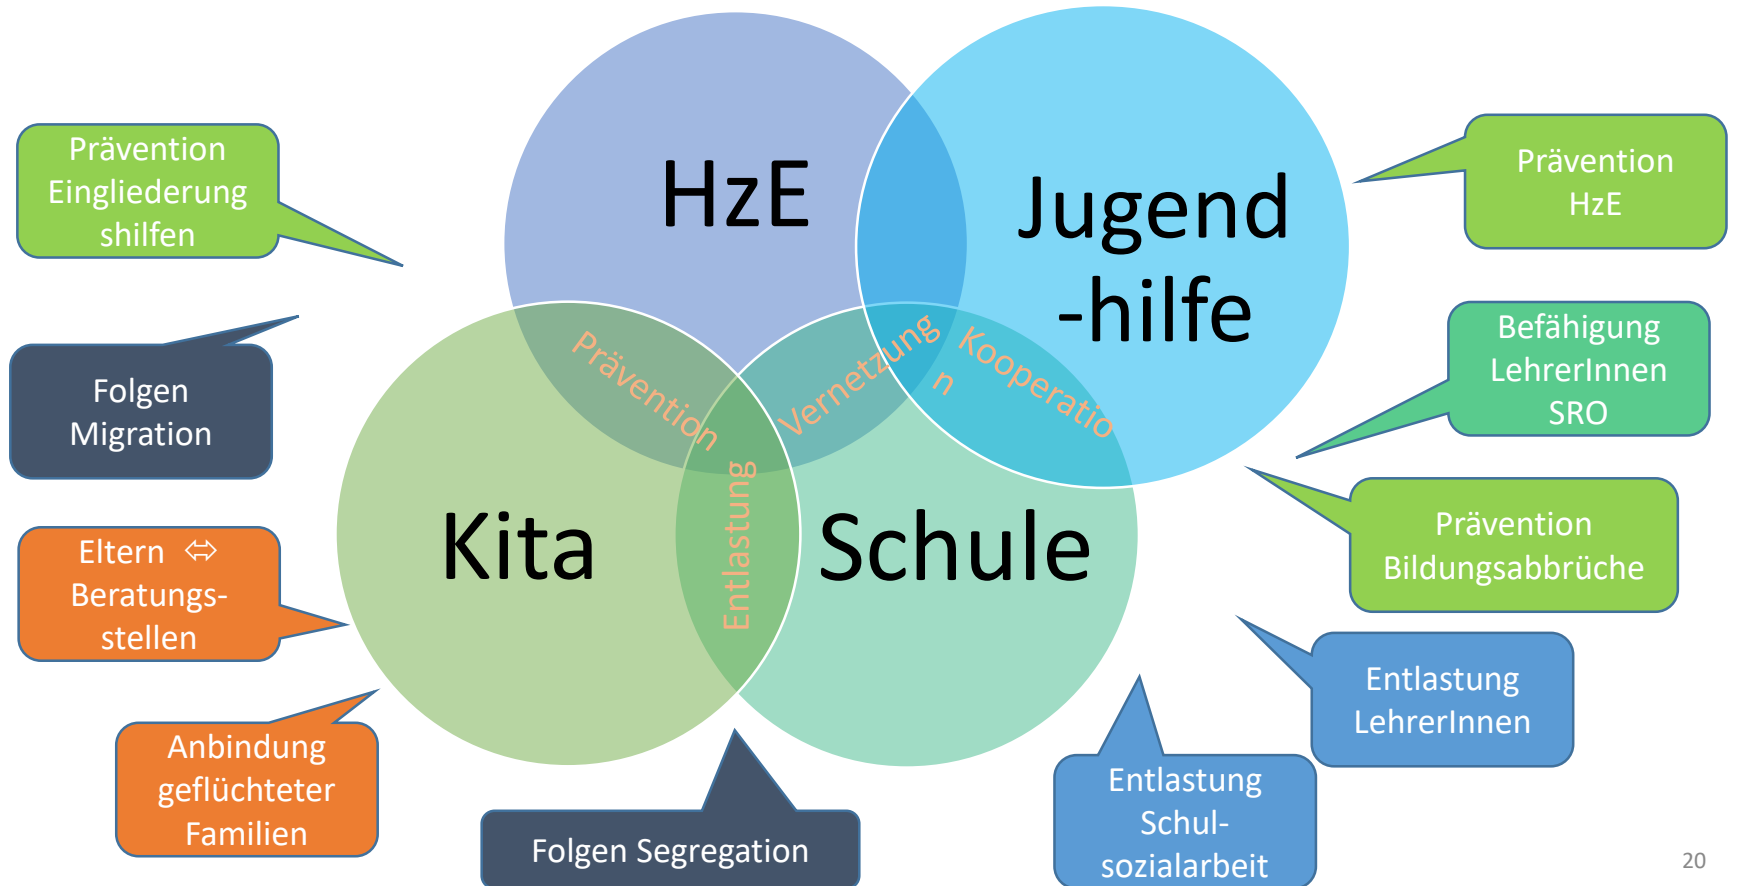 HzE
Jugend
-hilfe
Kita
Schule
Prävention
Vernetzung
Kooperatio
n
Entlastung
Prävention
Eingliederung
shilfen
Folgen
Migration
Eltern ⬄
Beratungs-
stellen
Anbindung
geflüchteter
Familien
Folgen Segregation
Prävention
HzE
Befähigung
LehrerInnen
SRO
Prävention
Bildungsabbrüche
Entlastung
LehrerInnen
Entlastung
Schul-
sozialarbeit
20